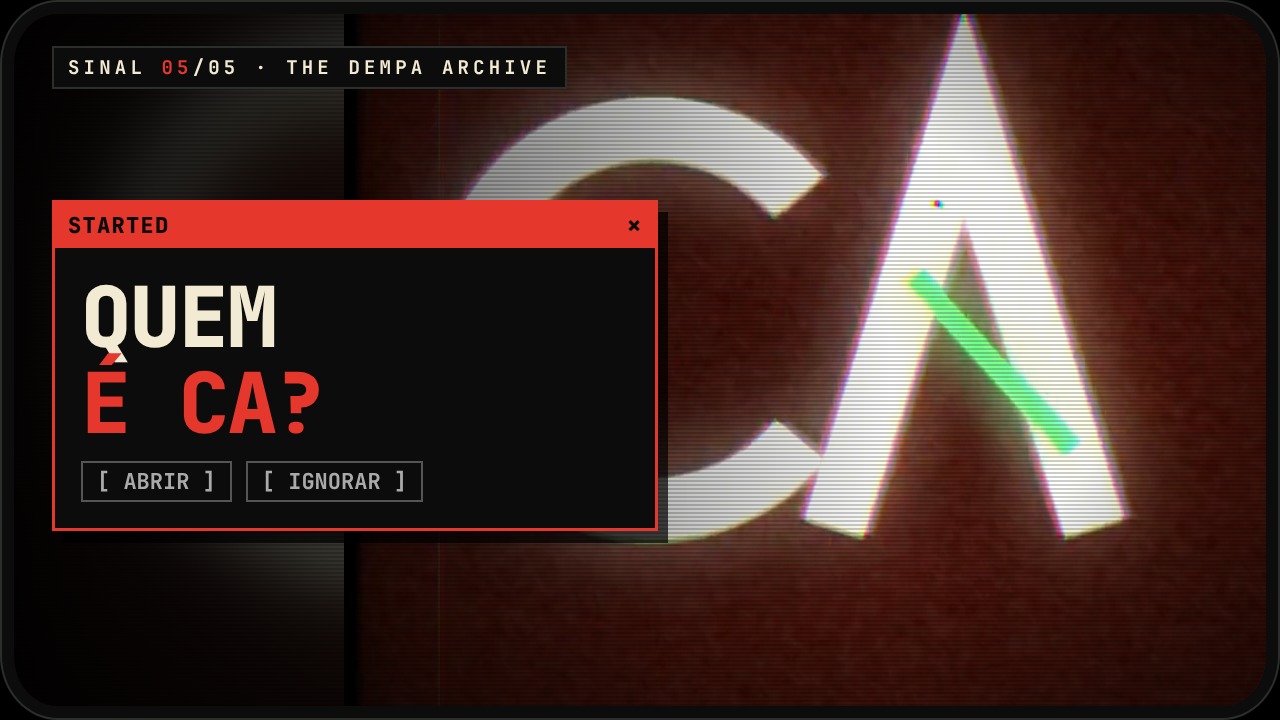 SINAL 05/05 · THE DEMPA ARCHIVE
STARTED ×
QUEM
É CA?
[ ABRIR ] [ IGNORAR ]
CA